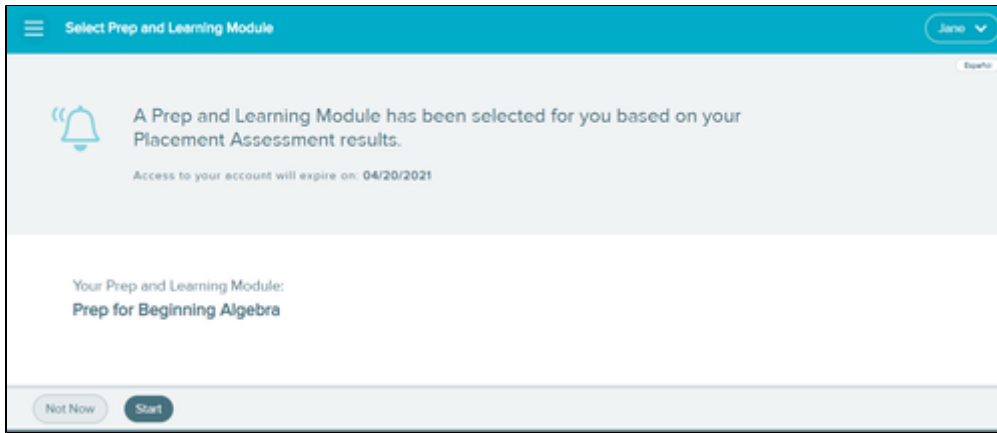 Select Prep and Learning Module
Jane
Español
A Prep and Learning Module has been selected for you based on your
Placement Assessment results.
Access to your account will expire on: 04/20/2021
Your Prep and Learning Module:
Prep for Beginning Algebra
Not Now
Start